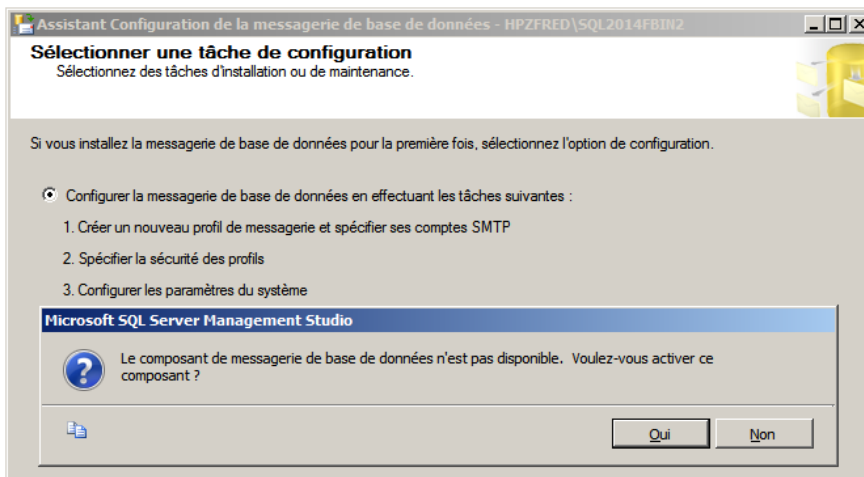 Assistant Configuration de la messagerie de base de données - HPZFRED\SQL2014FBIN2
Sélectionner une tâche de configuration
Sélectionnez des tâches d'installation ou de maintenance.
Si vous installez la messagerie de base de données pour la première fois, sélectionnez l'option de configuration.
Configurer la messagerie de base de données en effectuant les tâches suivantes :
1. Créer un nouveau profil de messagerie et spécifier ses comptes SMTP
2. Spécifier la sécurité des profils
3. Configurer les paramètres du système
Microsoft SQL Server Management Studio
Le composant de messagerie de base de données n'est pas disponible. Voulez-vous activer ce
composant ?
Oui Non